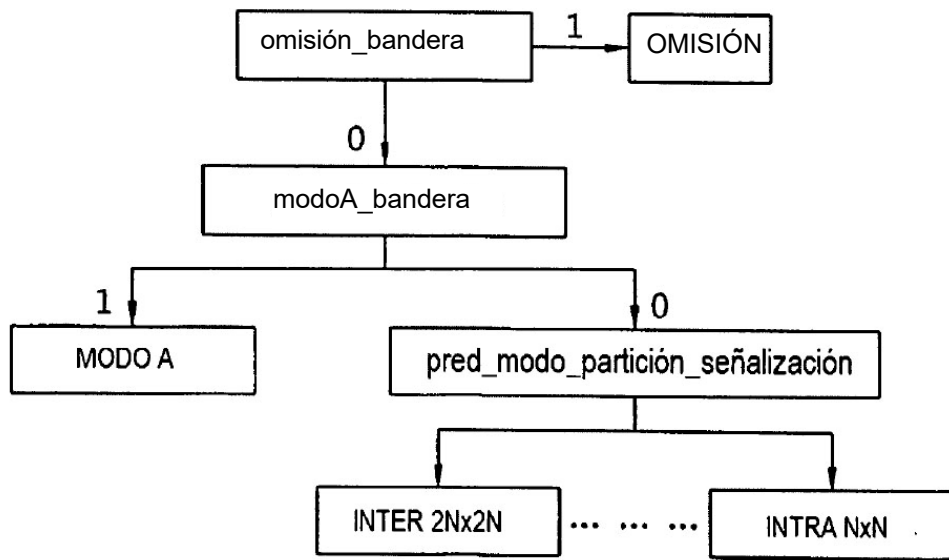 omisión_bandera
1
OMISIÓN
0
modoA_bandera
1
0
MODO A
pred_modo_partición_señalización
INTER 2Nx2N
... ... ...
INTRA NxN